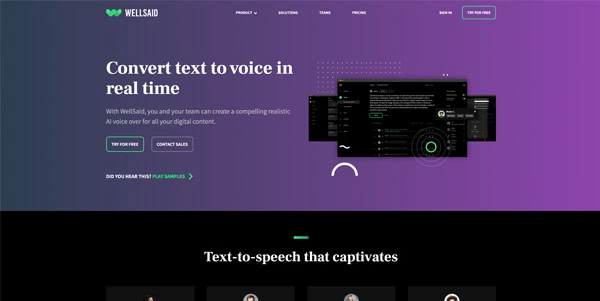 WELLSAID
PRODUCT
SOLUTIONS
TEAMS
PRICING
SIGN IN
TRY FOR FREE
Convert text to voice in
real time
With WellSaid, you and your team can create a compelling realistic
AI voice over for all your digital content.
TRY FOR FREE
CONTACT SALES
DID YOU HEAR THIS? PLAY SAMPLES
Text-to-speech that captivates